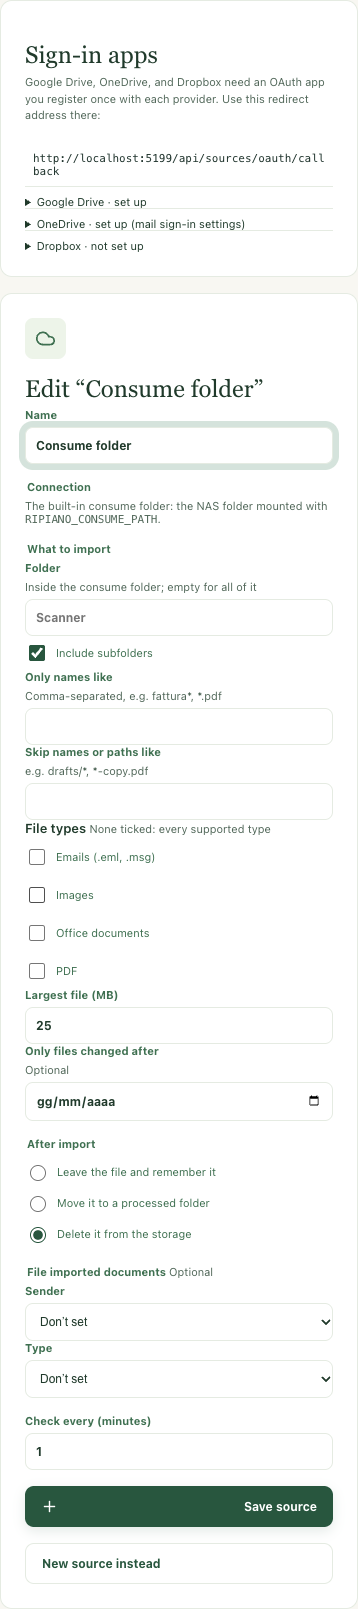 Sign-in apps
Google Drive, OneDrive, and Dropbox need an OAuth app
you register once with each provider. Use this redirect
address there:
http://localhost:5199/api/sources/oauth/call
back
Google Drive · set up
OneDrive · set up (mail sign-in settings)
Dropbox · not set up
Edit “Consume folder”
Name
Consume folder
Connection
The built-in consume folder: the NAS folder mounted with
RIPIANO_CONSUME_PATH.
What to import
Folder
Inside the consume folder; empty for all of it
Scanner
Include subfolders
Only names like
Comma-separated, e.g. fattura*, *.pdf
Skip names or paths like
e.g. drafts/*, *-copy.pdf
File types None ticked: every supported type
Emails (.eml, .msg)
Images
Office documents
PDF
Largest file (MB)
25
Only files changed after
Optional
gg/mm/aaaa
After import
Leave the file and remember it
Move it to a processed folder
Delete it from the storage
File imported documents Optional
Sender
Don’t set
Type
Don’t set
Check every (minutes)
1
Save source
New source instead